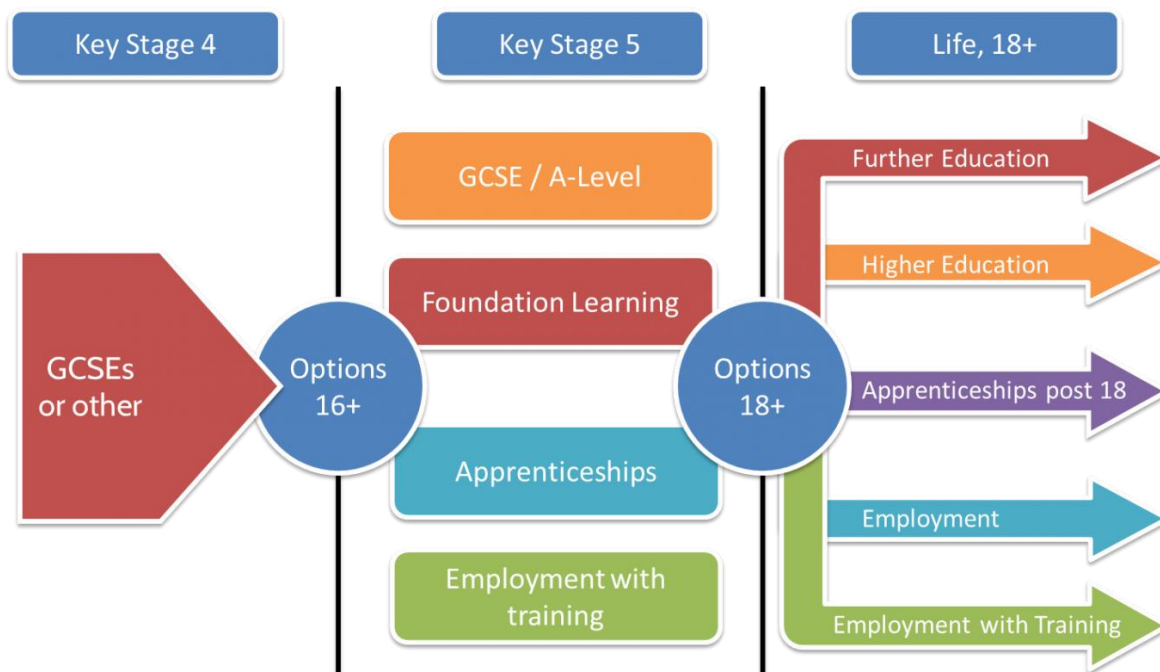 Key Stage 4
Key Stage 5
Life, 18+
GCSEs
or other
Options
16+
GCSE / A-Level
Foundation Learning
Apprenticeships
Employment with
training
Options
18+
Further Education
Higher Education
Apprenticeships post 18
Employment
Employment with Training